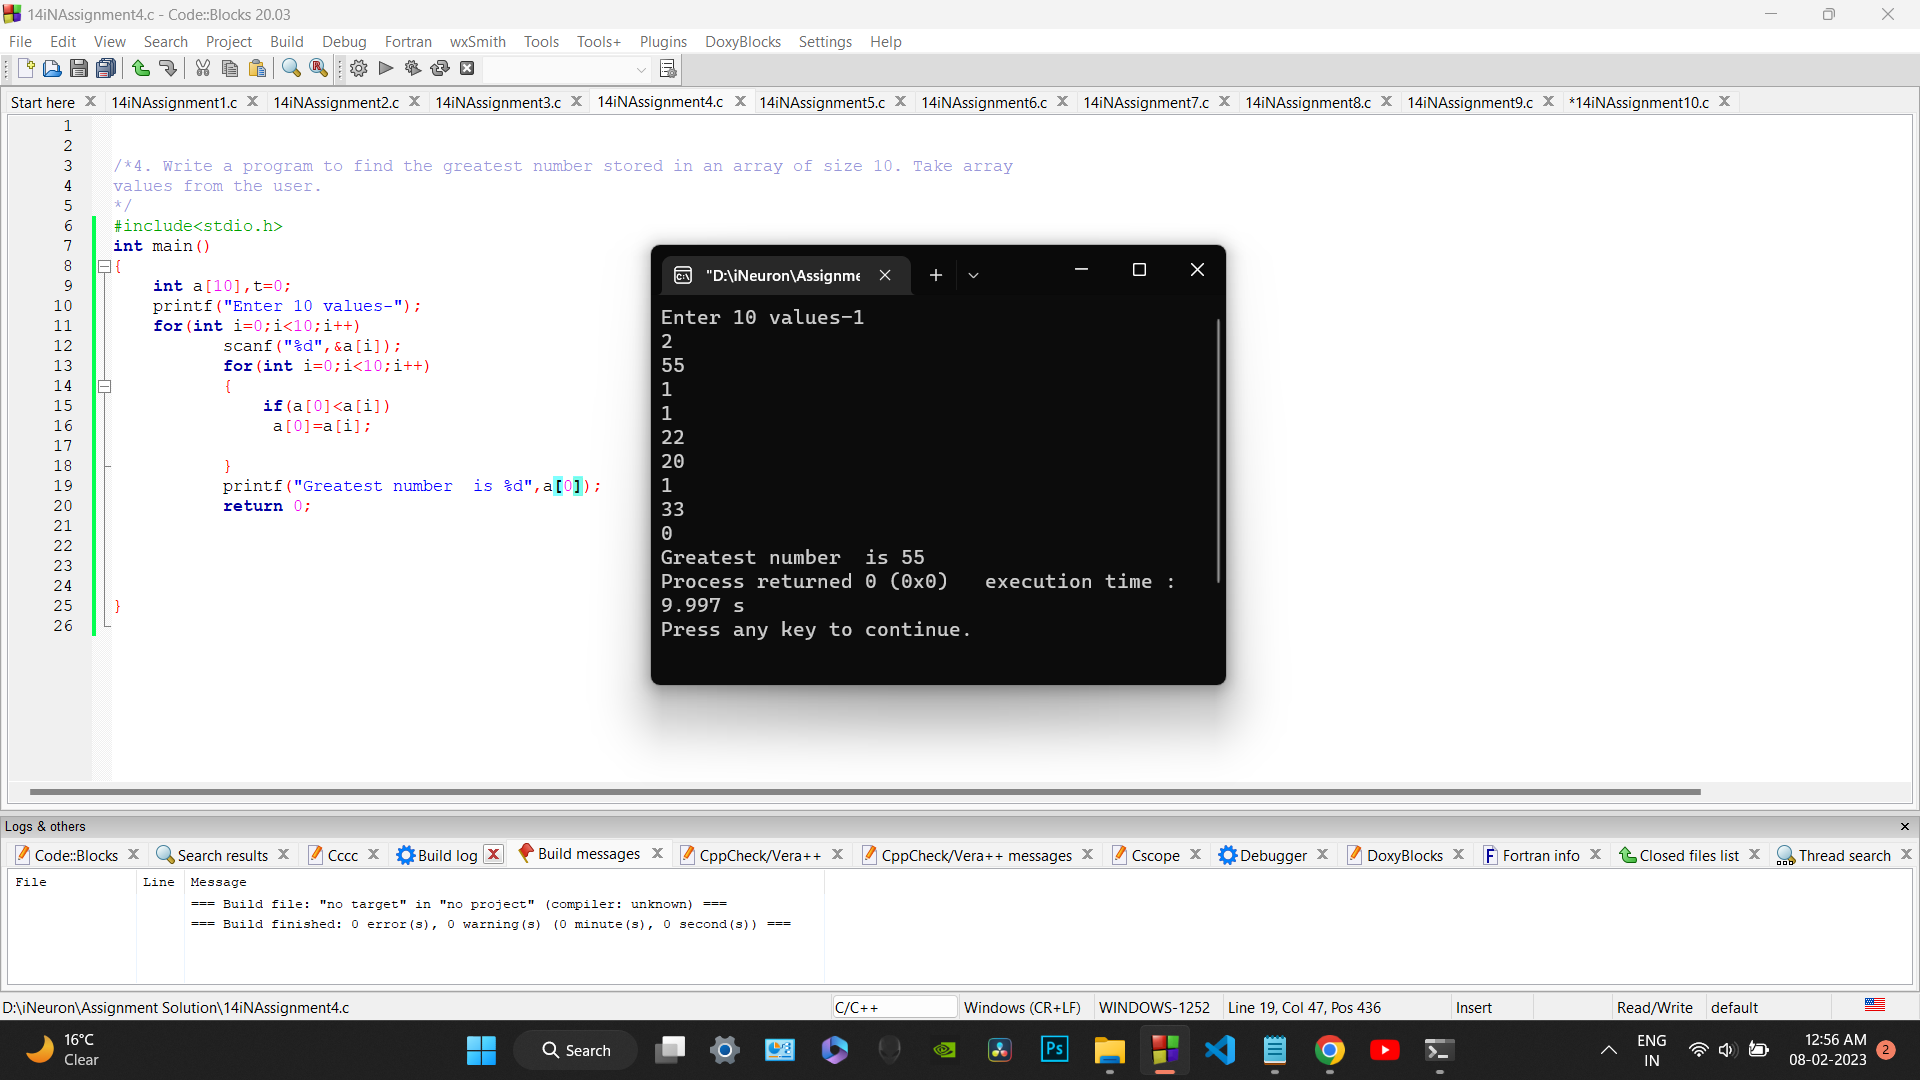 14iNAssignment4.c - Code::Blocks 20.03
File Edit View Search Project Build Debug Fortran wxSmith Tools Tools+ Plugins DoxyBlocks Settings Help
Start here 14iNAssignment1.c 14iNAssignment2.c 14iNAssignment3.c 14iNAssignment4.c 14iNAssignment5.c 14iNAssignment6.c 14iNAssignment7.c 14iNAssignment8.c 14iNAssignment9.c *14iNAssignment10.c
1
2
3 /*4. Write a program to find the greatest number stored in an array of size 10. Take array
4 values from the user.
5 */
6 #include<stdio.h>
7 int main()
8 {
9 int a[10],t=0;
10 printf("Enter 10 values-");
11 for(int i=0;i<10;i++)
12 scanf("%d",&a[i]);
13 for(int i=0;i<10;i++)
14 {
15 if(a[0]<a[i])
16 a[0]=a[i];
17
18 }
19 printf("Greatest number  is %d",a[0]);
20 return 0;
21
22
23
24
25 }
26
"D:\iNeuron\Assignme
Enter 10 values-1
2
55
1
1
22
20
1
33
0
Greatest number  is 55
Process returned 0 (0x0)   execution time :
9.997 s
Press any key to continue.
Logs & others
Code::Blocks Search results Cccc Build log Build messages CppCheck/Vera++ CppCheck/Vera++ messages Cscope Debugger DoxyBlocks Fortran info Closed files list Thread search
File Line Message
=== Build file: "no target" in "no project" (compiler: unknown) ===
=== Build finished: 0 error(s), 0 warning(s) (0 minute(s), 0 second(s)) ===
D:\iNeuron\Assignment Solution\14iNAssignment4.c C/C++ Windows (CR+LF) WINDOWS-1252 Line 19, Col 47, Pos 436 Insert Read/Write default
16°C
Clear
Search
Ps
ENG
IN
12:56 AM
08-02-2023
2